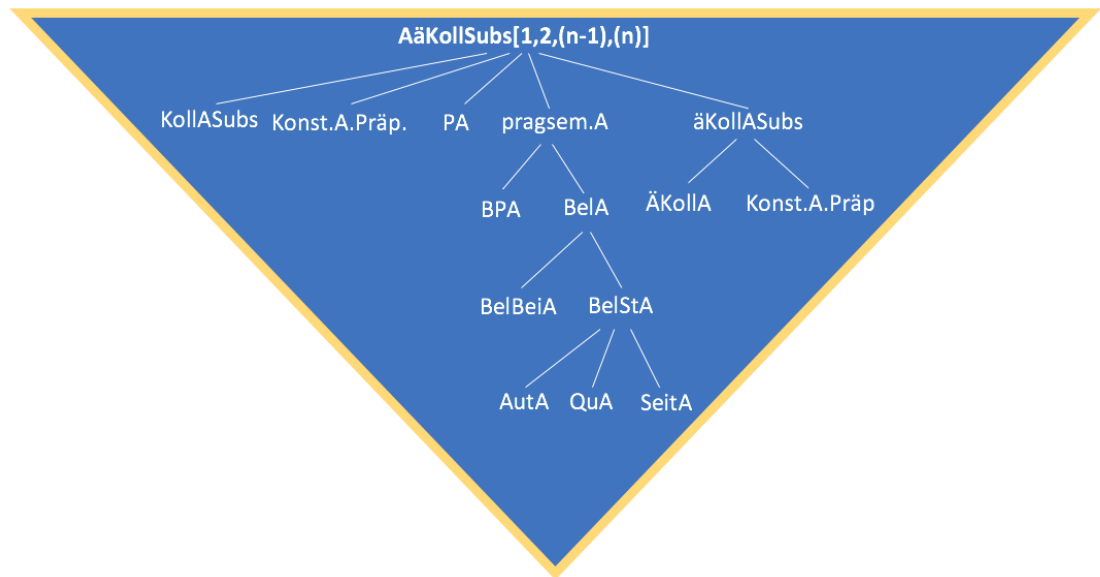 AäKollSubs[1,2,(n-1),(n)]
KollASubs Konst.A.Präp. PA pragsem.A äKollASubs
BPA BelA ÄKollA Konst.A.Präp
BelBeiA BelStA
AutA QuA SeitA